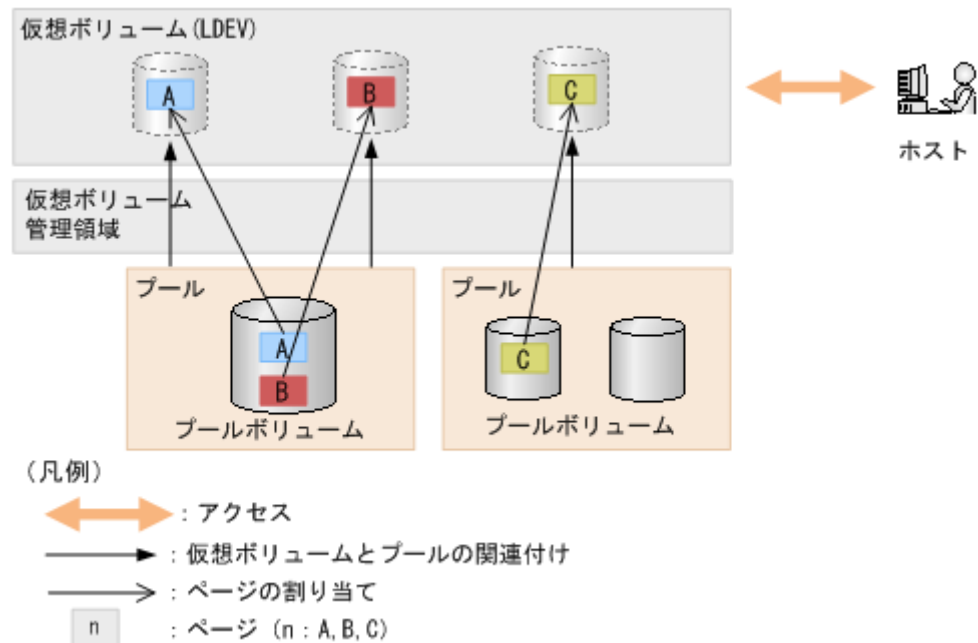 仮想ボリューム(LDEV)
A
B
C
ホスト
仮想ボリューム
管理領域
プール
プール
A
B
C
プールボリューム
プールボリューム
(凡例)
：アクセス
：仮想ボリュームとプールの関連付け
：ページの割り当て
n
：ページ (n：A,B,C)